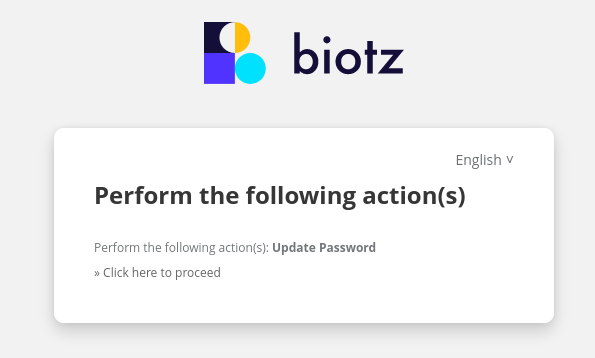 biotz
English ˅
Perform the following action(s)
Perform the following action(s): Update Password
» Click here to proceed